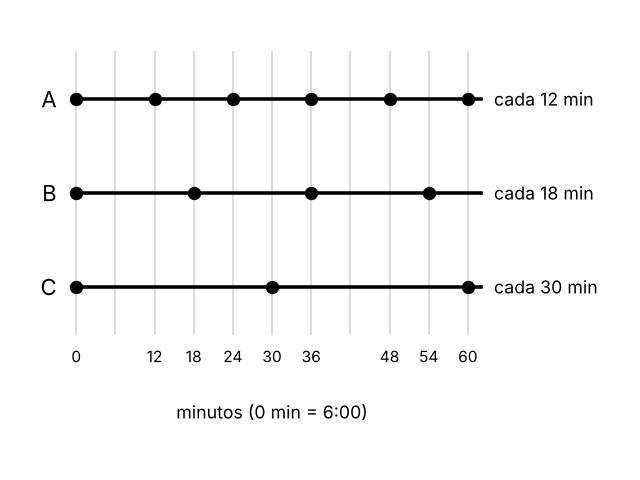 A cada 12 min
B cada 18 min
C cada 30 min
0 12 18 24 30 36 48 54 60
minutos (0 min = 6:00)